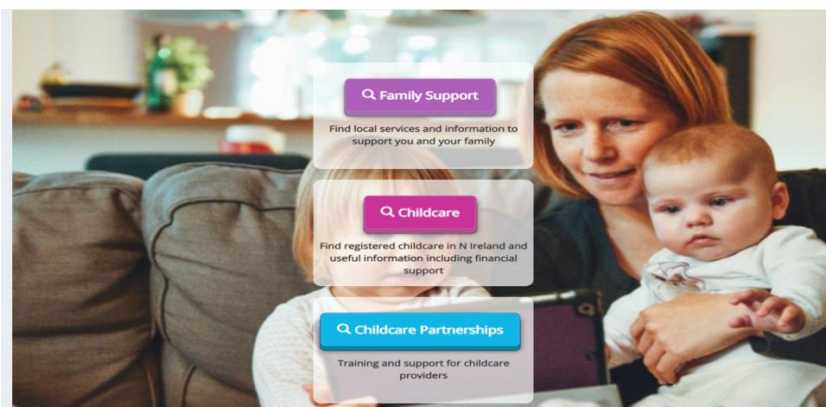 Family Support
Find local services and information to
support you and your family
Childcare
Find registered childcare in N Ireland and
useful information including financial
support
Childcare Partnerships
Training and support for childcare
providers